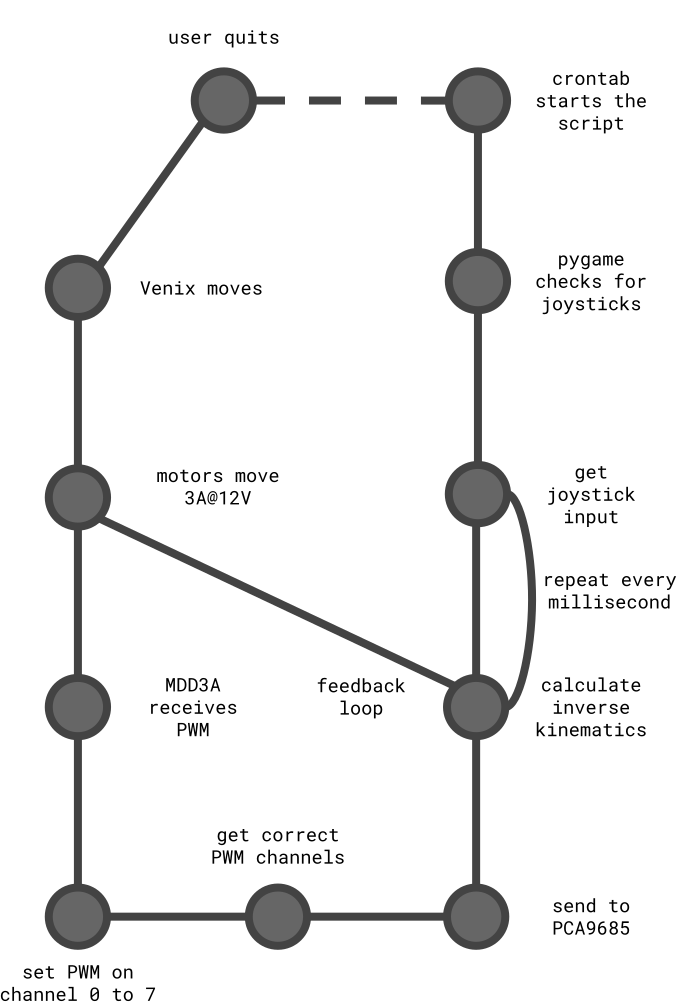 user quits
crontab
starts the
script
pygame
checks for
joysticks
Venix moves
motors move
3A@12V
get
joystick
input
repeat every
millisecond
MDD3A
receives
PWM
feedback
loop
calculate
inverse
kinematics
get correct
PWM channels
send to
PCA9685
set PWM on
channel 0 to 7